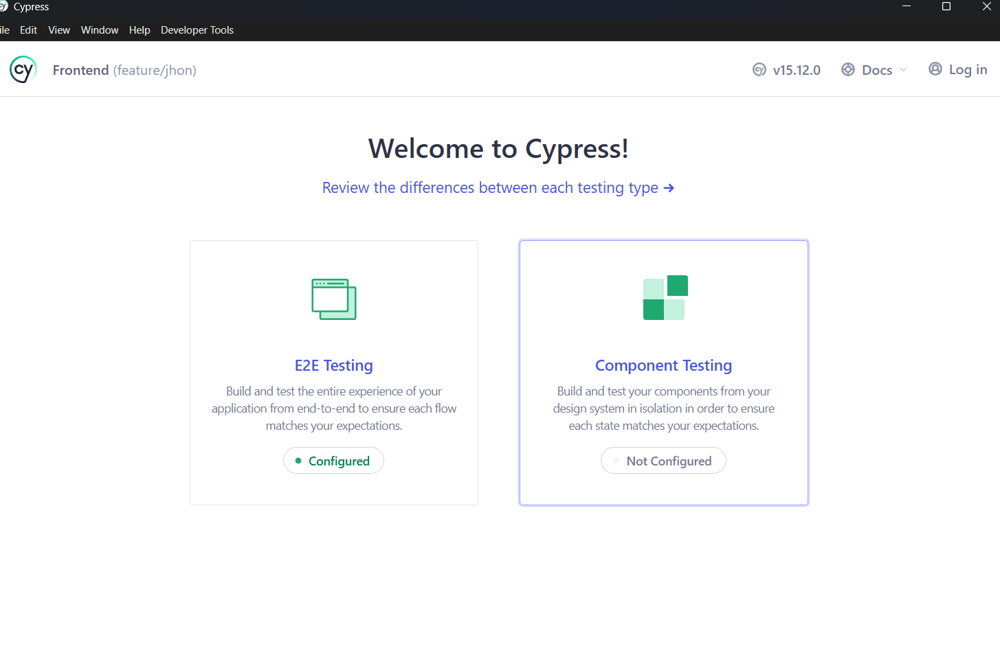 Cypress
ile Edit View Window Help Developer Tools
cy Frontend (feature/jhon) cy v15.12.0 Docs Log in
Welcome to Cypress!
Review the differences between each testing type →
E2E Testing
Build and test the entire experience of your
application from end-to-end to ensure each flow
matches your expectations.
Configured
Component Testing
Build and test your components from your
design system in isolation in order to ensure
each state matches your expectations.
Not Configured